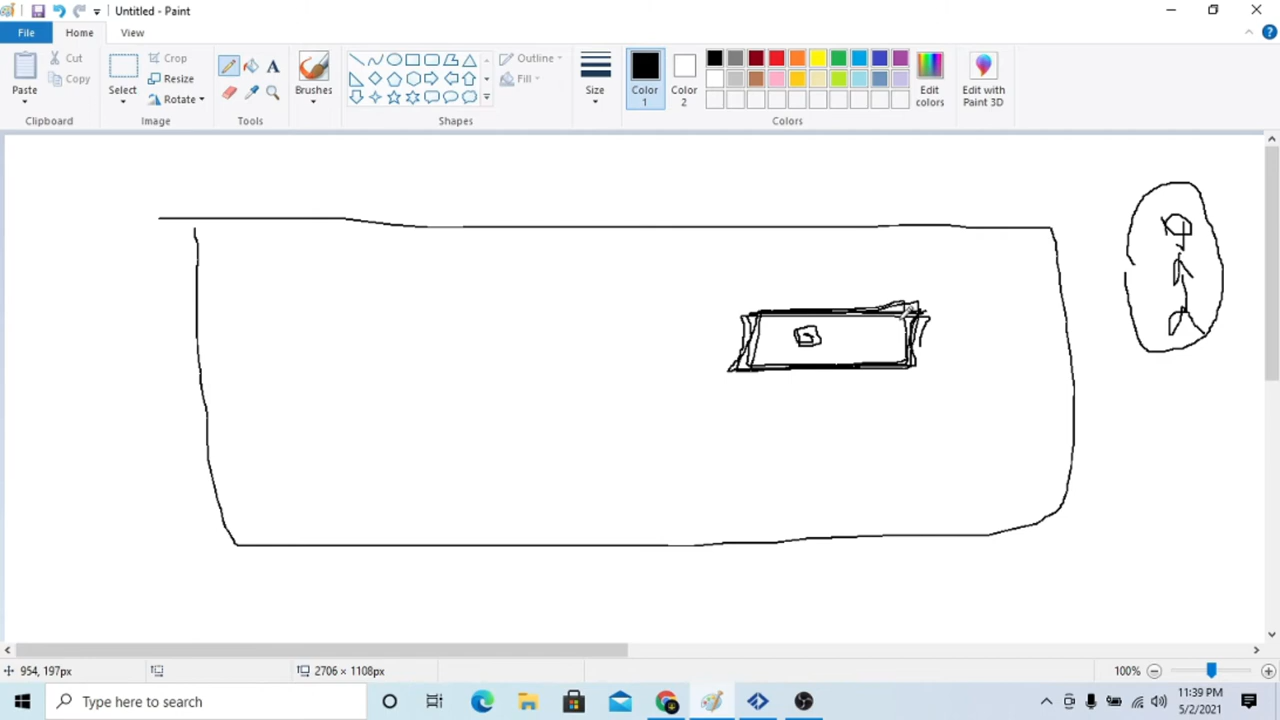 Untitled - Paint
File Home View
Paste
Cut
Copy
Clipboard
Select
Crop
Resize
Rotate
Image
Tools
Brushes
Outline
Fill
Shapes
Size
Color 1
Color 2
Edit colors
Colors
Edit with Paint 3D
954, 197px
2706 × 1108px
100%
Type here to search
11:39 PM
5/2/2021